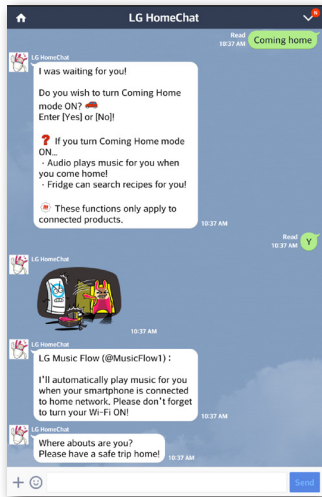 LG HomeChat
N
Read
10:37 AM
Coming home
LG HomeChat
I was waiting for you!
Do you wish to turn Coming Home
mode ON?
Enter [Yes] or [No]!
If you turn Coming Home mode
ON...
· Audio plays music for you when
you come home!
· Fridge can search recipes for you!
These functions only apply to
connected products.
10:37 AM
Read
10:37 AM
Y
LG HomeChat
10:37 AM
LG HomeChat
LG Music Flow (@MusicFlow1) :
I'll automatically play music for you
when your smartphone is connected
to home network. Please don't forget
to turn your Wi-Fi ON!
10:37 AM
LG HomeChat
Where abouts are you?
Please have a safe trip home!
10:37 AM
Send